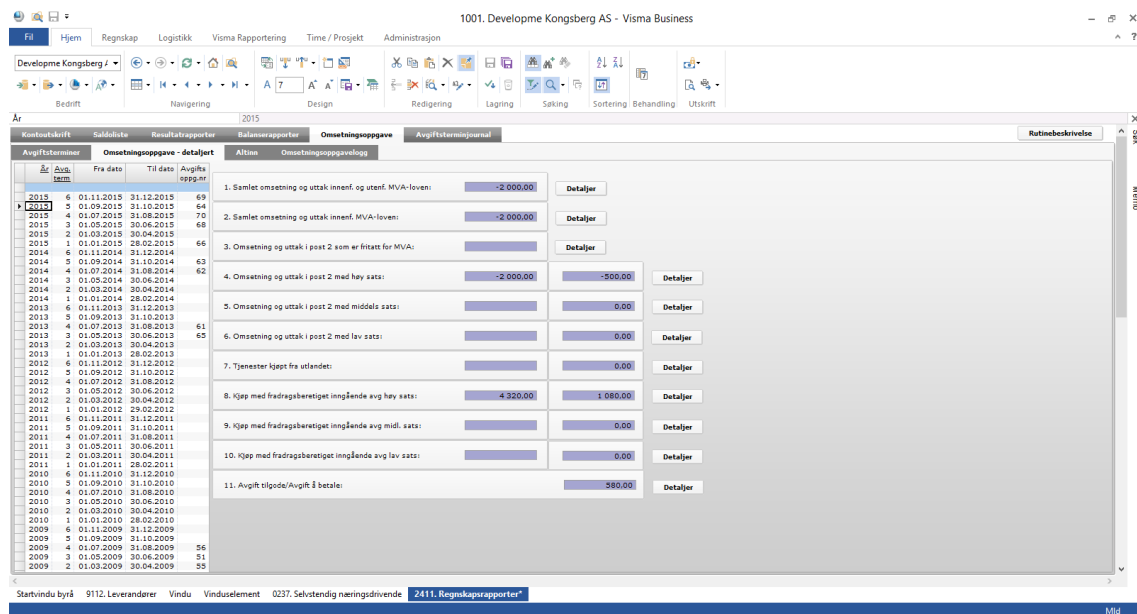 1001. Developme Kongsberg AS - Visma Business
Fil Hjem Regnskap Logistikk Visma Rapportering Time / Prosjekt Administrasjon
Developme Kongsberg A
A 7
Bedrift Navigering Design Redigering Lagring Søking Sortering Behandling Utskrift
År 2015
Kontoutskrift Saldoliste Resultatrapporter Balanserapporter Omsetningsoppgave Avgiftsterminjournal Rutinebeskrivelse
Avgiftsterminer Omsetningsoppgave - detaljert Altinn Omsetningsoppgavelogg
Søk
Memo
År Avg. term Fra dato Til dato Avgifts oppg.nr
2015 6 01.11.2015 31.12.2015 69
2015 5 01.09.2015 31.10.2015 64
2015 4 01.07.2015 31.08.2015 70
2015 3 01.05.2015 30.06.2015 68
2015 2 01.03.2015 30.04.2015
2015 1 01.01.2015 28.02.2015 66
2014 6 01.11.2014 31.12.2014
2014 5 01.09.2014 31.10.2014 63
2014 4 01.07.2014 31.08.2014 62
2014 3 01.05.2014 30.06.2014
2014 2 01.03.2014 30.04.2014
2014 1 01.01.2014 28.02.2014
2013 6 01.11.2013 31.12.2013
2013 5 01.09.2013 31.10.2013
2013 4 01.07.2013 31.08.2013 61
2013 3 01.05.2013 30.06.2013 65
2013 2 01.03.2013 30.04.2013
2013 1 01.01.2013 28.02.2013
2012 6 01.11.2012 31.12.2012
2012 5 01.09.2012 31.10.2012
2012 4 01.07.2012 31.08.2012
2012 3 01.05.2012 30.06.2012
2012 2 01.03.2012 30.04.2012
2012 1 01.01.2012 29.02.2012
2011 6 01.11.2011 31.12.2011
2011 5 01.09.2011 31.10.2011
2011 4 01.07.2011 31.08.2011
2011 3 01.05.2011 30.06.2011
2011 2 01.03.2011 30.04.2011
2011 1 01.01.2011 28.02.2011
2010 6 01.11.2010 31.12.2010
2010 5 01.09.2010 31.10.2010
2010 4 01.07.2010 31.08.2010
2010 3 01.05.2010 30.06.2010
2010 2 01.03.2010 30.04.2010
2010 1 01.01.2010 28.02.2010
2009 6 01.11.2009 31.12.2009
2009 5 01.09.2009 31.10.2009
2009 4 01.07.2009 31.08.2009 56
2009 3 01.05.2009 30.06.2009 51
2009 2 01.03.2009 30.04.2009 55
1. Samlet omsetning og uttak innenf. og utenf. MVA-loven: -2 000,00 Detaljer
2. Samlet omsetning og uttak innenf. MVA-loven: -2 000,00 Detaljer
3. Omsetning og uttak i post 2 som er fritatt for MVA: Detaljer
4. Omsetning og uttak i post 2 med høy sats: -2 000,00 -500,00 Detaljer
5. Omsetning og uttak i post 2 med middels sats: 0,00 Detaljer
6. Omsetning og uttak i post 2 med lav sats: 0,00 Detaljer
7. Tjenester kjøpt fra utlandet: 0,00 Detaljer
8. Kjøp med fradragsberetiget inngående avg høy sats: 4 320,00 1 080,00 Detaljer
9. Kjøp med fradragsberetiget inngående avg midl. sats: 0,00 Detaljer
10. Kjøp med fradragsberetiget inngående avg lav sats: 0,00 Detaljer
11. Avgift tilgode/Avgift å betale: 580,00 Detaljer
Startvindu byrå 9112. Leverandører Vindu Vinduselement 0237. Selvstendig næringsdrivende 2411. Regnskapsrapporter*
Mld